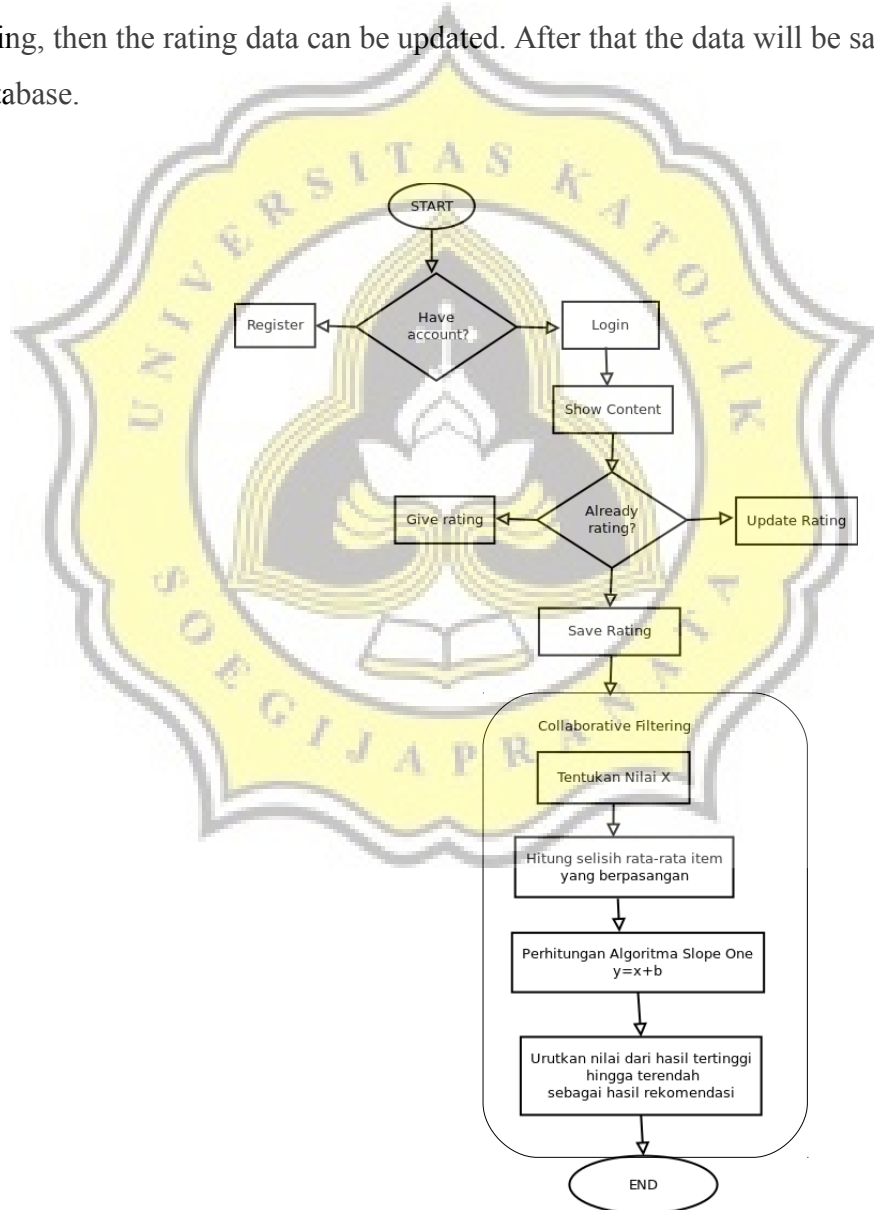 ing, then the rating data can be updated. After that the data will be sa
tabase.
UNIVERSITAS KATOLIK
SOEGIJAPRANATA
START
Have
account?
Register
Login
Show Content
Already
rating?
Give rating
Update Rating
Save Rating
Collaborative Filtering
Tentukan Nilai X
Hitung selisih rata-rata item
yang berpasangan
Perhitungan Algoritma Slope One
y=x+b
Urutkan nilai dari hasil tertinggi
hingga terendah
sebagai hasil rekomendasi
END